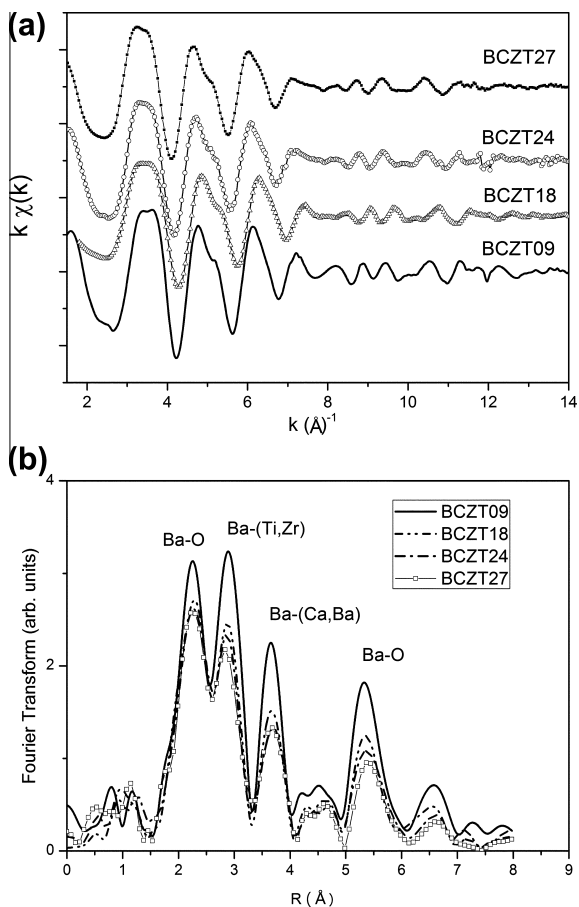 (a)
BCZT27
BCZT24
BCZT18
BCZT09
k χ(k)
2 4 6 8 10 12 14
k (Å)-1
(b)
4
2
0
Fourier Transform (arb. units)
BCZT09
BCZT18
BCZT24
BCZT27
Ba-O
Ba-(Ti,Zr)
Ba-(Ca,Ba)
Ba-O
0 1 2 3 4 5 6 7 8 9
R (Å)